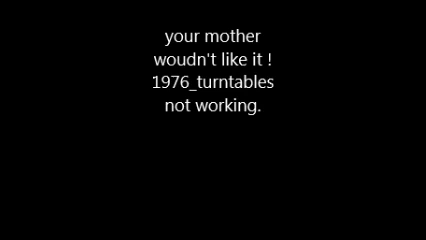 your mother
woudn't like it !
1976_turntables
not working.